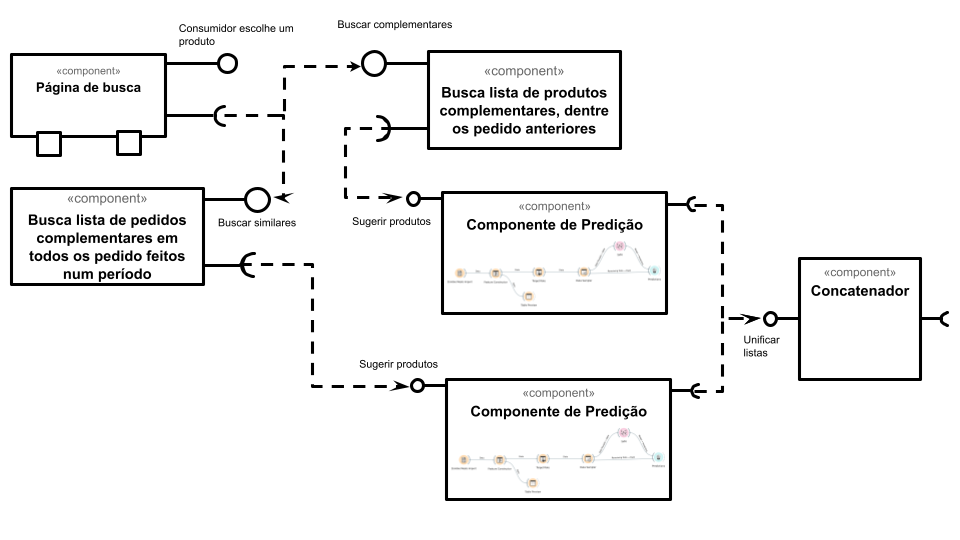 Consumidor escolhe um
produto
Buscar complementares
«component»
Página de busca
«component»
Busca lista de produtos
complementares, dentre
os pedido anteriores
«component»
Busca lista de pedidos
complementares em
todos os pedido feitos
num período
Buscar similares
Sugerir produtos
«component»
Componente de Predição
«component»
Concatenador
Unificar
listas
Sugerir produtos
«component»
Componente de Predição